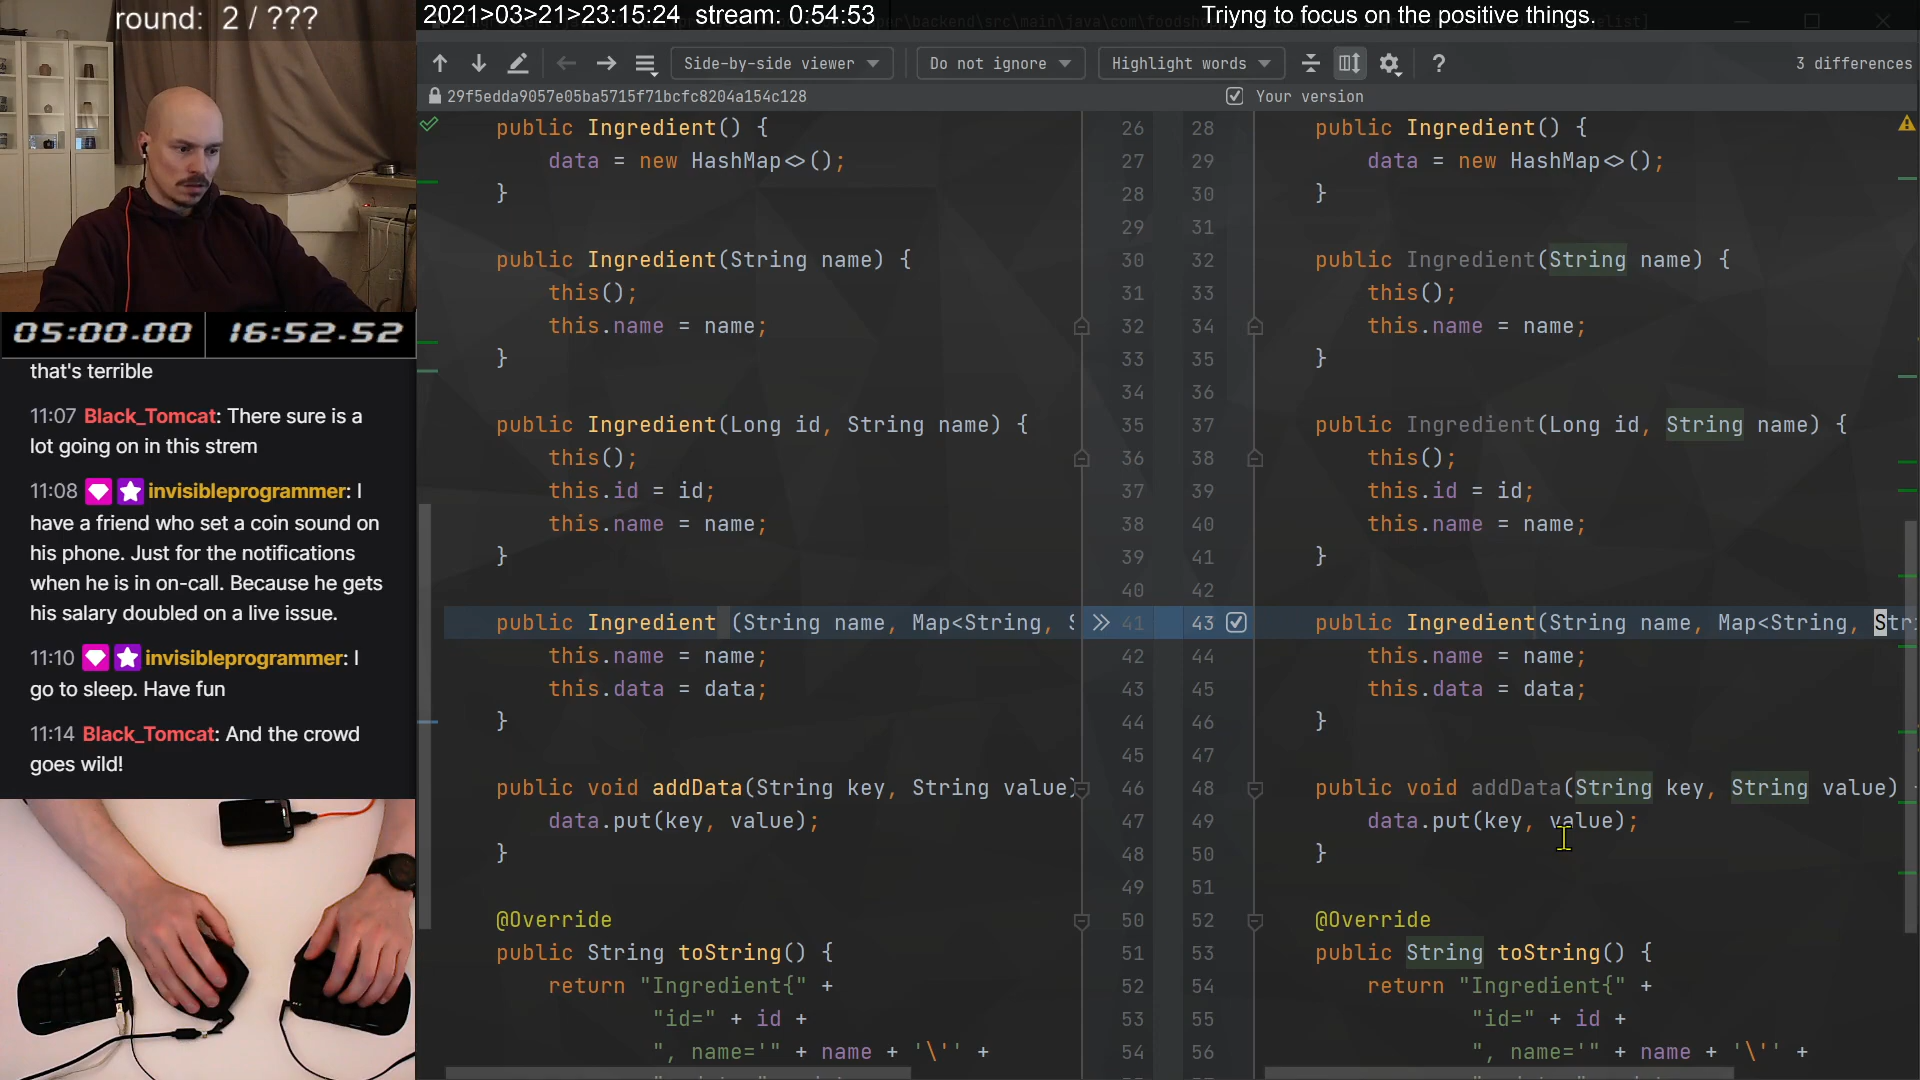 round: 2 / ???
2021>03>21>23:15:24 stream: 0:54:53
Triyng to focus on the positive things.
Side-by-side viewer
Do not ignore
Highlight words
?
3 differences
29f5edda9057e05ba5715f71bcfc8204a154c128
Your version
05:00.00
16:52.52
that's terrible
11:07 Black_Tomcat: There sure is a
lot going on in this strem
11:08 invisibleprogrammer: I
have a friend who set a coin sound on
his phone. Just for the notifications
when he is in on-call. Because he gets
his salary doubled on a live issue.
11:10 invisibleprogrammer: I
go to sleep. Have fun
11:14 Black_Tomcat: And the crowd
goes wild!
public Ingredient() { 26
data = new HashMap<>(); 27
} 28
29
public Ingredient(String name) { 30
this(); 31
this.name = name; 32
} 33
34
public Ingredient(Long id, String name) { 35
this(); 36
this.id = id; 37
this.name = name; 38
} 39
40
public Ingredient (String name, Map<String, S 41
this.name = name; 42
this.data = data; 43
} 44
45
public void addData(String key, String value) 46
data.put(key, value); 47
} 48
49
@Override 50
public String toString() { 51
return "Ingredient{" + 52
"id=" + id + 53
", name='" + name + '\'' + 54
28 public Ingredient() {
29 data = new HashMap<>();
30 }
31
32 public Ingredient(String name) {
33 this();
34 this.name = name;
35 }
36
37 public Ingredient(Long id, String name) {
38 this();
39 this.id = id;
40 this.name = name;
41 }
42
43 public Ingredient(String name, Map<String, Str
44 this.name = name;
45 this.data = data;
46 }
47
48 public void addData(String key, String value)
49 data.put(key, value);
50 }
51
52 @Override
53 public String toString() {
54 return "Ingredient{" +
55 "id=" + id +
56 ", name='" + name + '\'' +